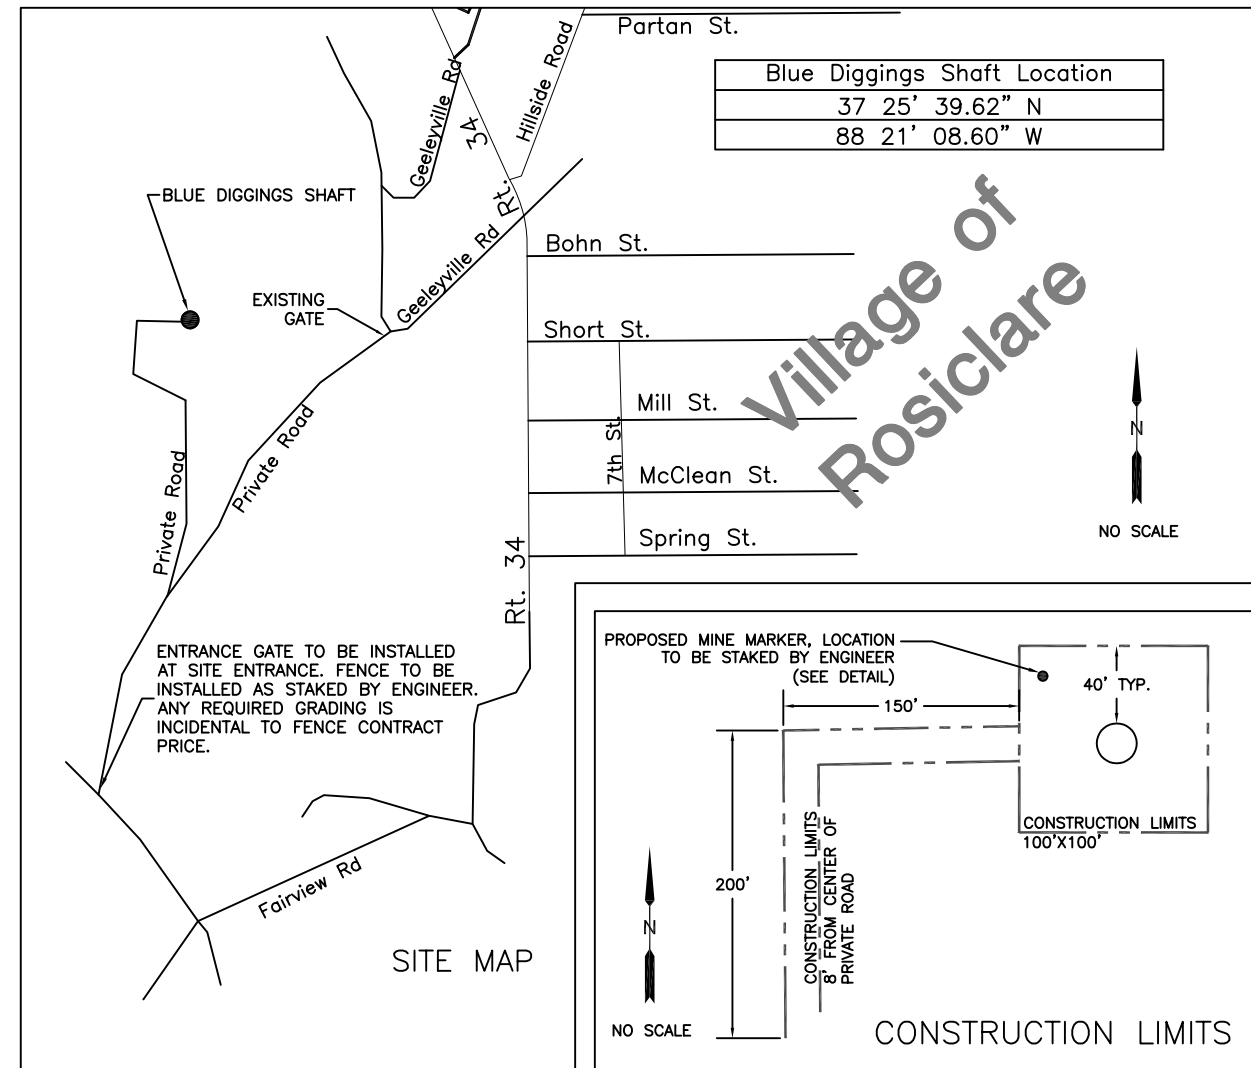 Partan St.
Hillside Road
Geeleyville Rd
Rt. 34
Blue Diggings Shaft Location
37 25' 39.62" N
88 21' 08.60" W
BLUE DIGGINGS SHAFT
Village of
Rosiclare
Bohn St.
Geeleyville Rd
EXISTING
GATE
Short St.
Mill St.
7th St.
McClean St.
Spring St.
Private Road
Private Road
Rt. 34
N
NO SCALE
ENTRANCE GATE TO BE INSTALLED
AT SITE ENTRANCE. FENCE TO BE
INSTALLED AS STAKED BY ENGINEER.
ANY REQUIRED GRADING IS
INCIDENTAL TO FENCE CONTRACT
PRICE.
Fairview Rd
SITE MAP
PROPOSED MINE MARKER, LOCATION
TO BE STAKED BY ENGINEER
(SEE DETAIL)
150'
40' TYP.
CONSTRUCTION LIMITS
100'X100'
200'
CONSTRUCTION LIMITS
8' FROM CENTER OF
PRIVATE ROAD
N
NO SCALE
CONSTRUCTION LIMITS